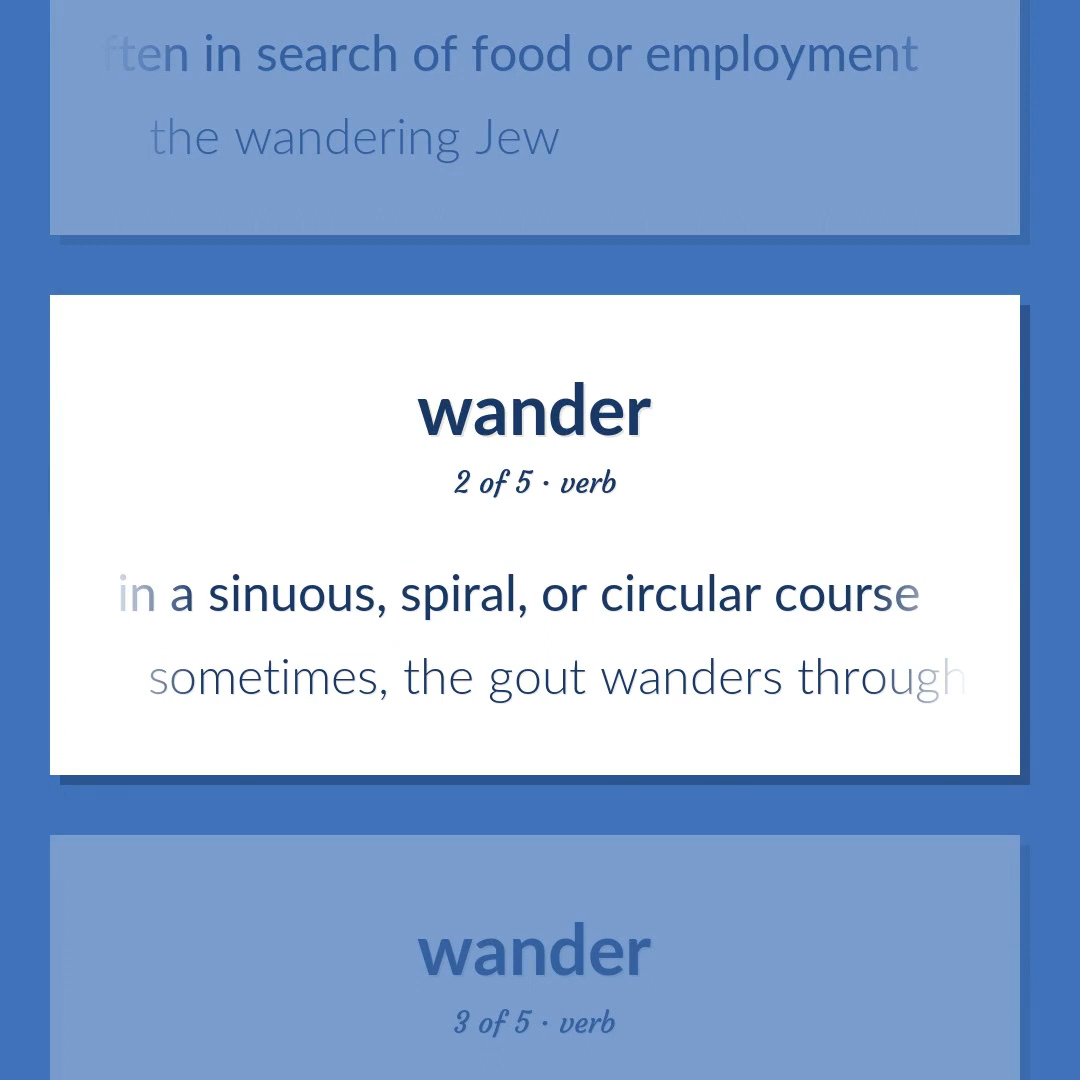 ften in search of food or employment
the wandering Jew
wander
2 of 5 · verb
in a sinuous, spiral, or circular course
sometimes, the gout wanders through
wander
3 of 5 · verb